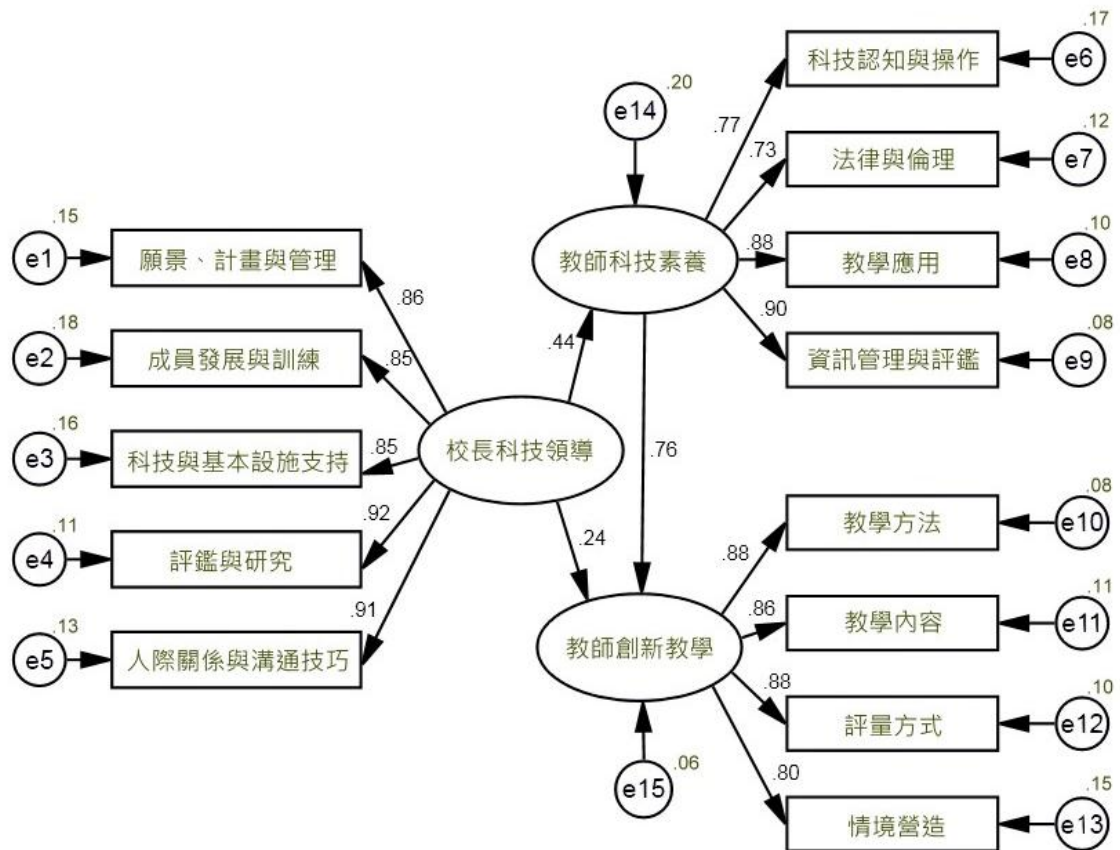 .15
e1
願景、計畫與管理
.86
.18
e2
成員發展與訓練
.85
.16
e3
科技與基本設施支持
.85
.11
e4
評鑑與研究
.92
.13
e5
人際關係與溝通技巧
.91
校長科技領導
.44
.24
.20
e14
教師科技素養
.76
教師創新教學
e15
.06
.77
科技認知與操作
.17
e6
.73
法律與倫理
.12
e7
.88
教學應用
.10
e8
.90
資訊管理與評鑑
.08
e9
.88
教學方法
.08
e10
.86
教學內容
.11
e11
.88
評量方式
.10
e12
.80
情境營造
.15
e13